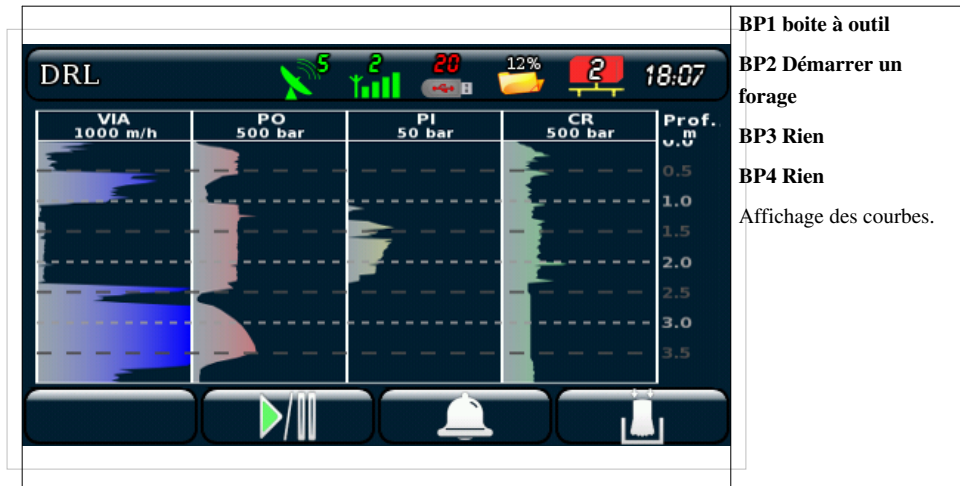 DRL
5
2
20
12%
2
18:07
VIA
1000 m/h
PO
500 bar
PI
50 bar
CR
500 bar
Prof.
m
0.0
0.5
1.0
1.5
2.0
2.5
3.0
3.5
BP1 boite à outil
BP2 Démarrer un
forage
BP3 Rien
BP4 Rien
Affichage des courbes.